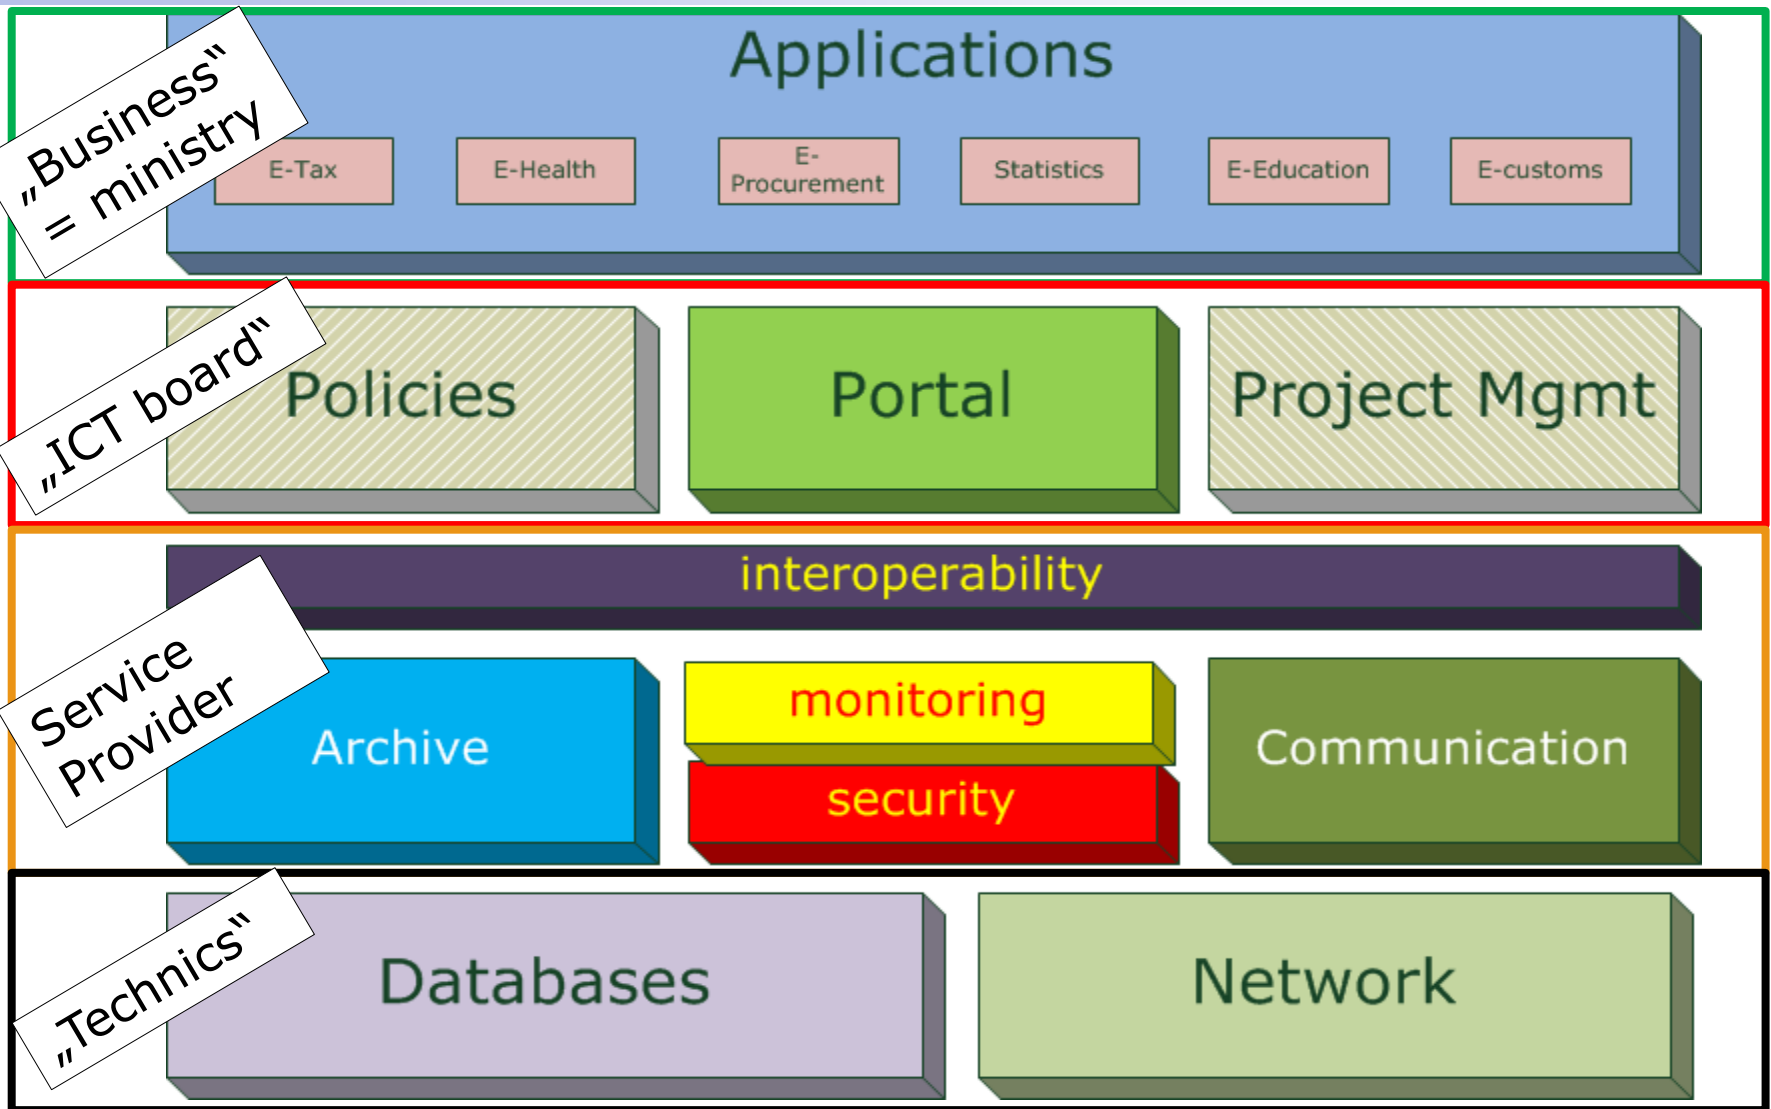 Applications
„Business‟
= ministry
E-Tax
E-Health
E-
Procurement
Statistics
E-Education
E-customs
„ICT board‟
Policies
Portal
Project Mgmt
interoperability
Service
Provider
Archive
monitoring
security
Communication
„Technics‟
Databases
Network